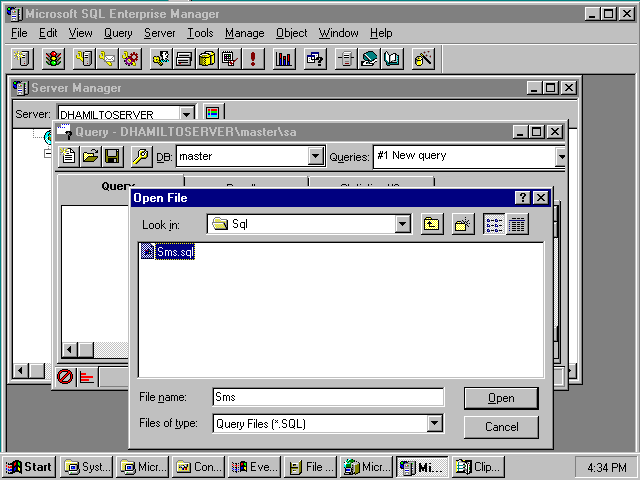 Microsoft SQL Enterprise Manager
File Edit View Query Server Tools Manage Object Window Help
Server Manager
Server: DHAMILTOSERVER
Query - DHAMILTOSERVER\master\sa
DB: master Queries: #1 New query
Query
Open File
Look in: Sql
Sms.sql
File name: Sms Open
Files of type: Query Files (*.SQL) Cancel
Start Syst... Micr... Con... Eve... File ... Micr... Mi... Clip... 4:34 PM